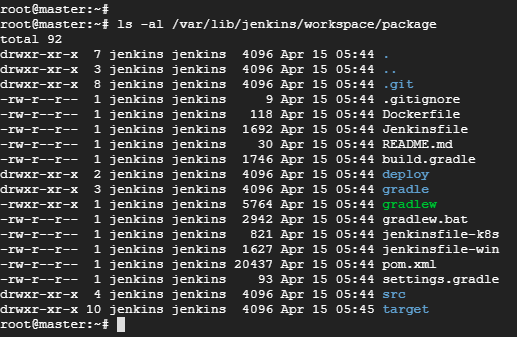 root@master:~#
root@master:~# ls -al /var/lib/jenkins/workspace/package
total 92
drwxr-xr-x  7 jenkins jenkins  4096 Apr 15 05:44 .
drwxr-xr-x  3 jenkins jenkins  4096 Apr 15 05:44 ..
drwxr-xr-x  8 jenkins jenkins  4096 Apr 15 05:44 .git
-rw-r--r--  1 jenkins jenkins     9 Apr 15 05:44 .gitignore
-rw-r--r--  1 jenkins jenkins   118 Apr 15 05:44 Dockerfile
-rw-r--r--  1 jenkins jenkins  1692 Apr 15 05:44 Jenkinsfile
-rw-r--r--  1 jenkins jenkins    30 Apr 15 05:44 README.md
-rw-r--r--  1 jenkins jenkins  1746 Apr 15 05:44 build.gradle
drwxr-xr-x  2 jenkins jenkins  4096 Apr 15 05:44 deploy
drwxr-xr-x  3 jenkins jenkins  4096 Apr 15 05:44 gradle
-rwxr-xr-x  1 jenkins jenkins  5764 Apr 15 05:44 gradlew
-rw-r--r--  1 jenkins jenkins  2942 Apr 15 05:44 gradlew.bat
-rw-r--r--  1 jenkins jenkins   821 Apr 15 05:44 jenkinsfile-k8s
-rw-r--r--  1 jenkins jenkins  1627 Apr 15 05:44 jenkinsfile-win
-rw-r--r--  1 jenkins jenkins 20437 Apr 15 05:44 pom.xml
-rw-r--r--  1 jenkins jenkins    93 Apr 15 05:44 settings.gradle
drwxr-xr-x  4 jenkins jenkins  4096 Apr 15 05:44 src
drwxr-xr-x 10 jenkins jenkins  4096 Apr 15 05:45 target
root@master:~#